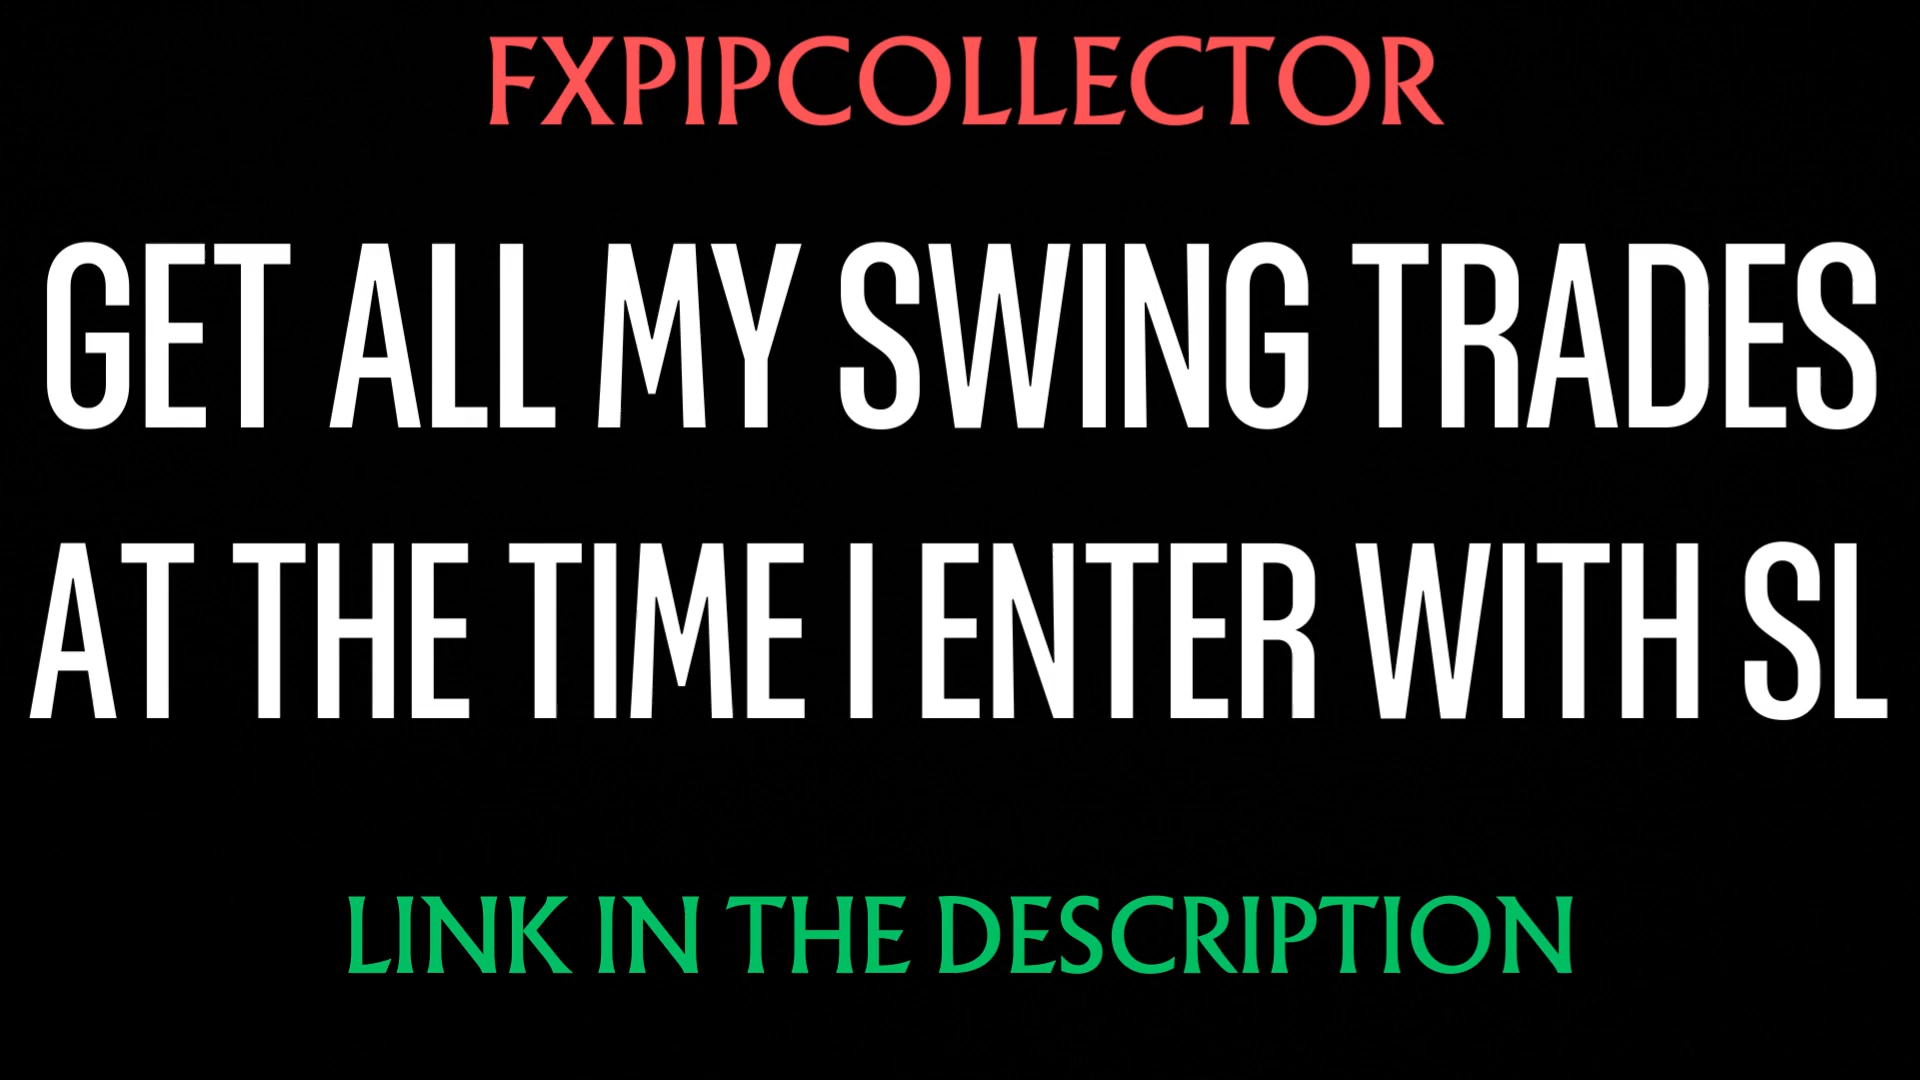 FXPIPCOLLECTOR
GET ALL MY SWING TRADES
AT THE TIME I ENTER WITH SL
LINK IN THE DESCRIPTION